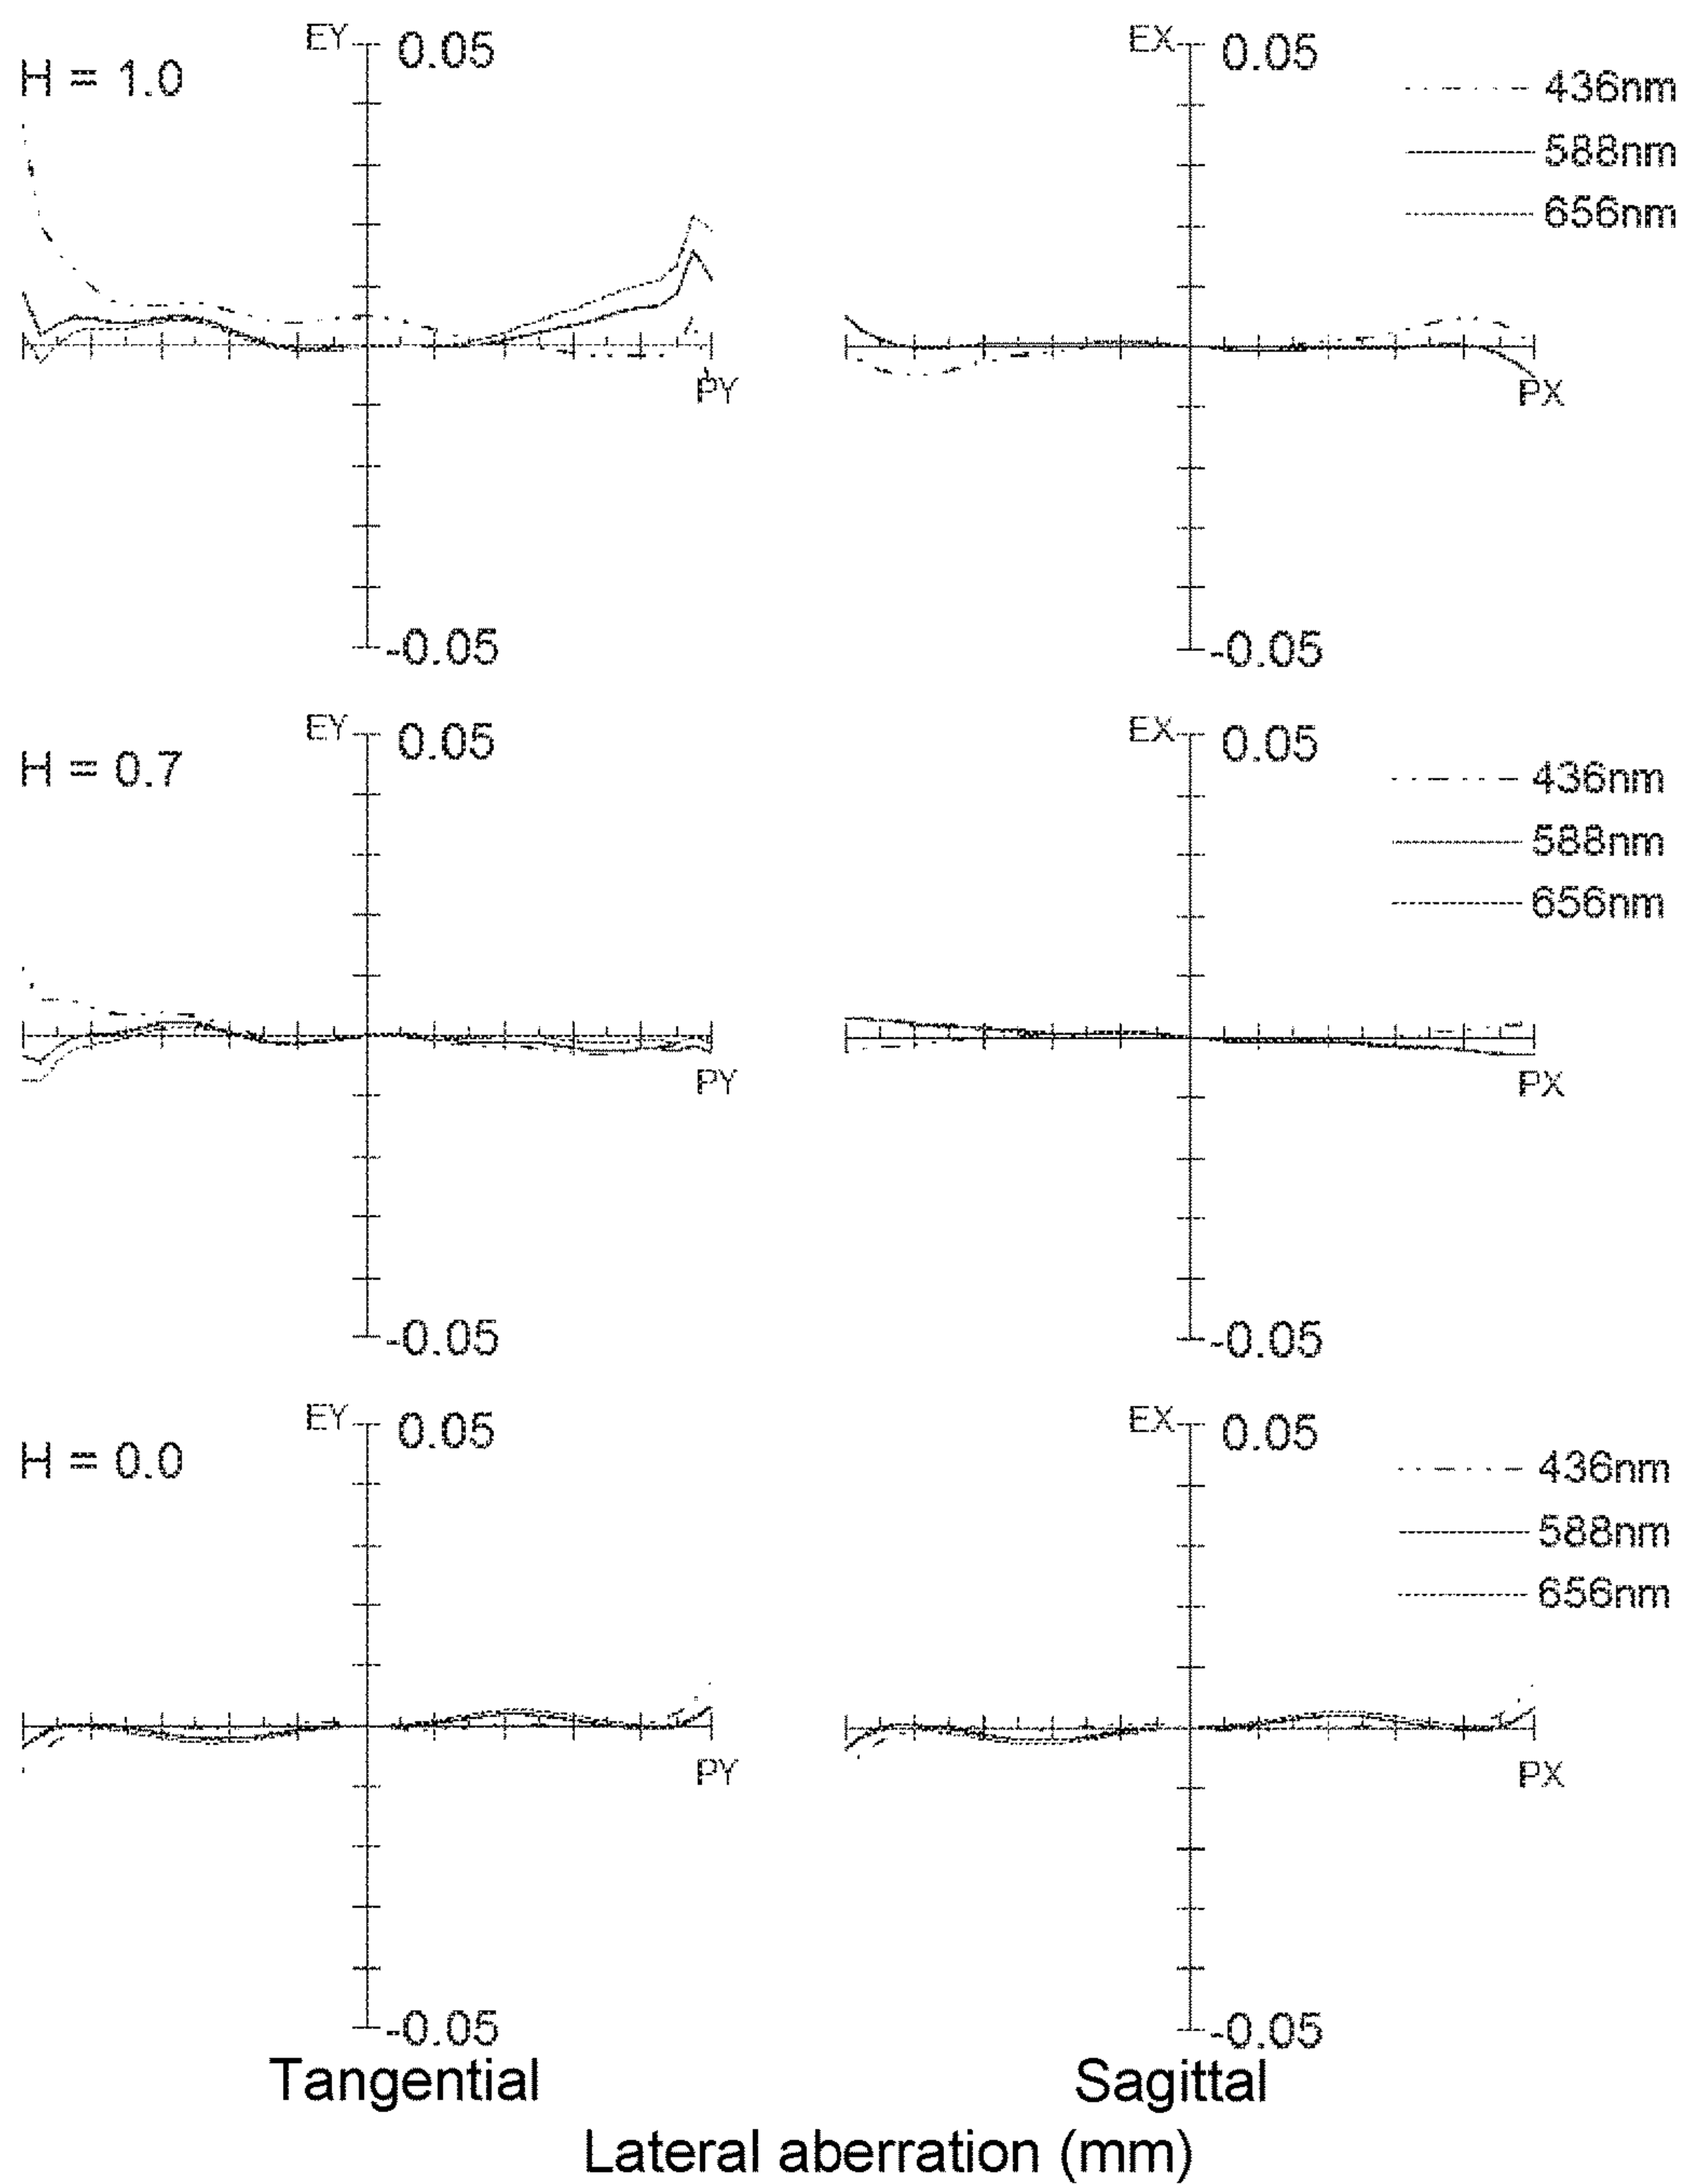 EY 0.05
EX 0.05
H = 1.0
436nm
588nm
656nm
PY
PX
-0.05
-0.05
EY 0.05
EX 0.05
H = 0.7
436nm
588nm
656nm
PY
PX
-0.05
-0.05
EY 0.05
EX 0.05
H = 0.0
436nm
588nm
656nm
PY
PX
-0.05
-0.05
Tangential
Sagittal
Lateral aberration (mm)